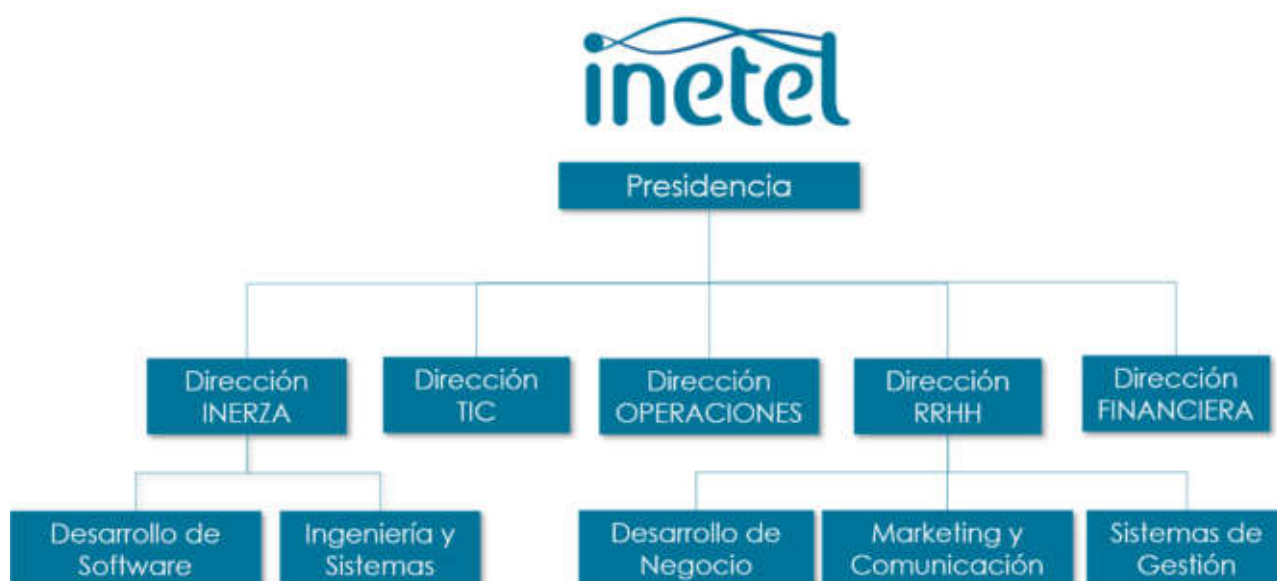 inetel
Presidencia
Dirección
INERZA
Dirección
TIC
Dirección
OPERACIONES
Dirección
RRHH
Dirección
FINANCIERA
Desarrollo de
Software
Ingeniería y
Sistemas
Desarrollo de
Negocio
Marketing y
Comunicación
Sistemas de
Gestión